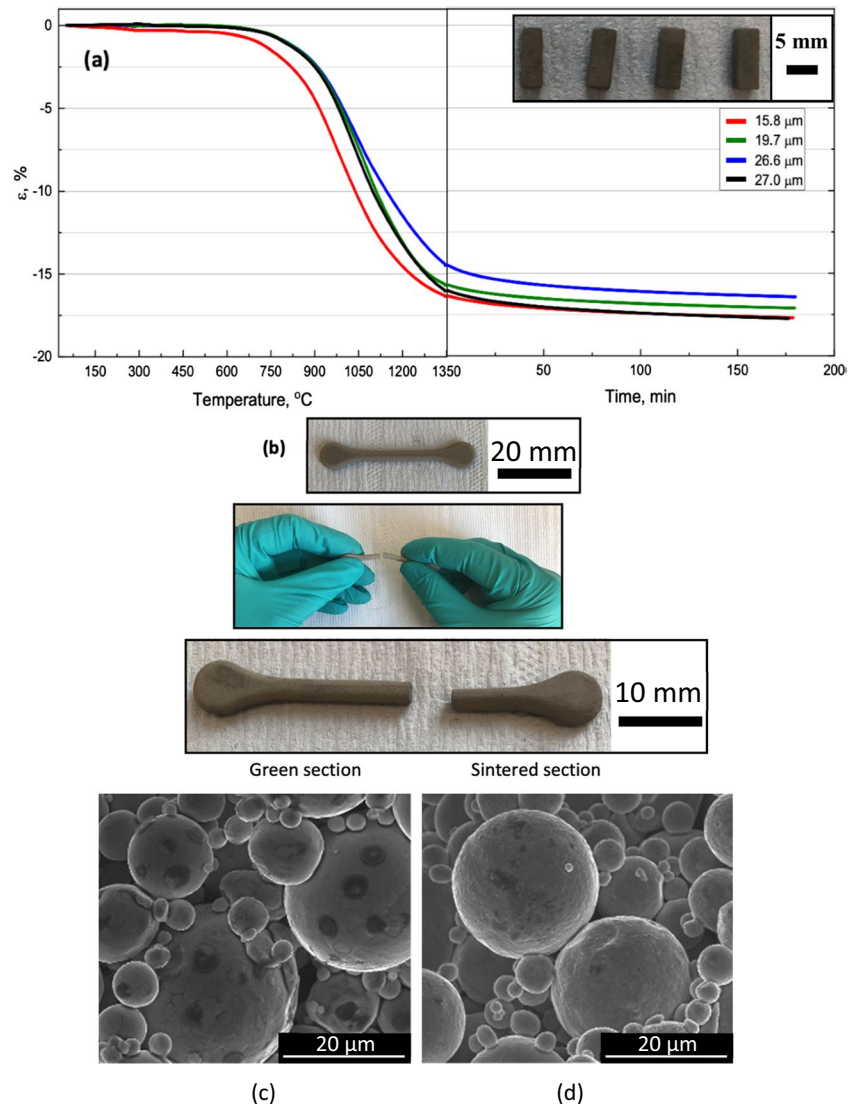 0
-5
-10
-15
-20
ε, %
(a)
5 mm
15.8 μm
19.7 μm
26.6 μm
27.0 μm
150 300 450 600 750 900 1050 1200 1350 50 100 150 200
Temperature, °C Time, min
(b)
20 mm
10 mm
Green section Sintered section
20 μm 20 μm
(c) (d)